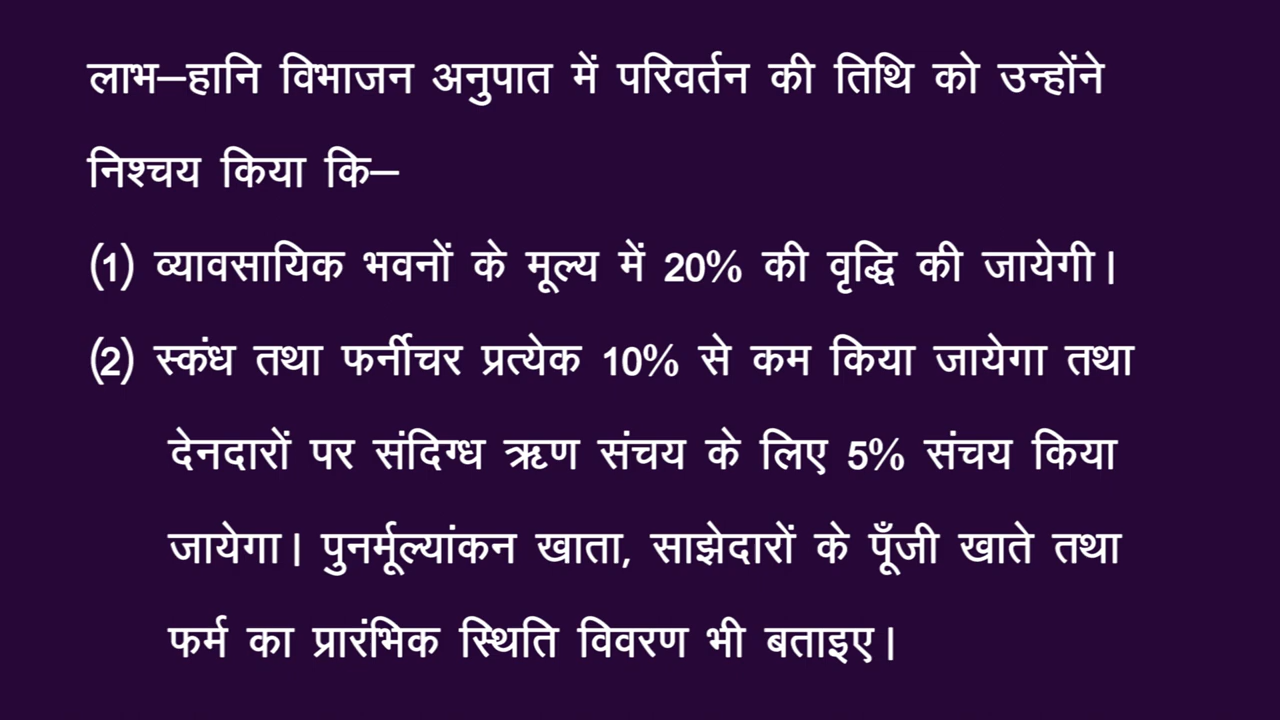 लाभ–हानि विभाजन अनुपात में परिवर्तन की तिथि को उन्होंने
निश्चय किया कि–
(1) व्यावसायिक भवनों के मूल्य में 20% की वृद्धि की जायेगी।
(2) स्कंध तथा फर्नीचर प्रत्येक 10% से कम किया जायेगा तथा
देनदारों पर संदिग्ध ऋण संचय के लिए 5% संचय किया
जायेगा। पुनर्मूल्यांकन खाता, साझेदारों के पूँजी खाते तथा
फर्म का प्रारंभिक स्थिति विवरण भी बताइए।